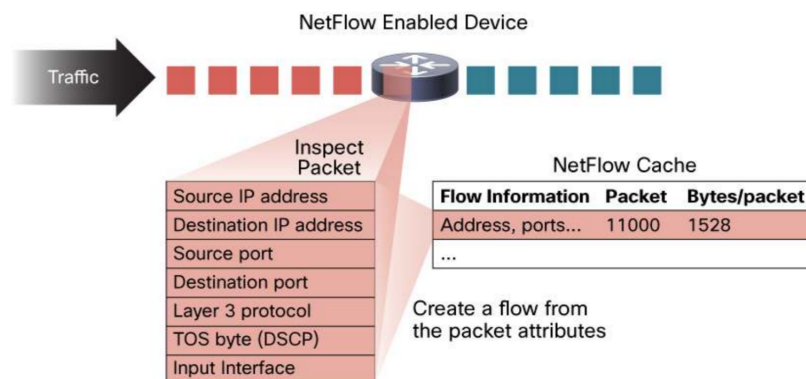 NetFlow Enabled Device
Traffic
Inspect
Packet
Source IP address
Destination IP address
Source port
Destination port
Layer 3 protocol
TOS byte (DSCP)
Input Interface
NetFlow Cache
Flow Information Packet Bytes/packet
Address, ports... 11000 1528
...
Create a flow from
the packet attributes